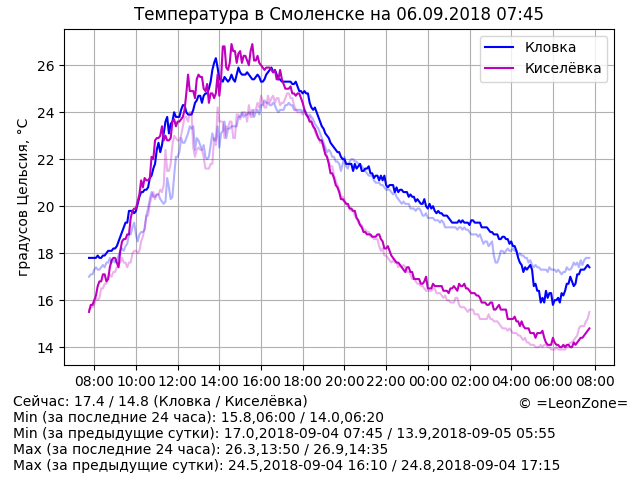 Температура в Смоленске на 06.09.2018 07:45
Кловка
Киселёвка
градусов Цельсия, °C
26
24
22
20
18
16
14
08:00 10:00 12:00 14:00 16:00 18:00 20:00 22:00 00:00 02:00 04:00 06:00 08:00
Сейчас: 17.4 / 14.8 (Кловка / Киселёвка)
© =LeonZone=
Min (за последние 24 часа): 15.8,06:00 / 14.0,06:20
Min (за предыдущие сутки): 17.0,2018-09-04 07:45 / 13.9,2018-09-05 05:55
Max (за последние 24 часа): 26.3,13:50 / 26.9,14:35
Max (за предыдущие сутки): 24.5,2018-09-04 16:10 / 24.8,2018-09-04 17:15